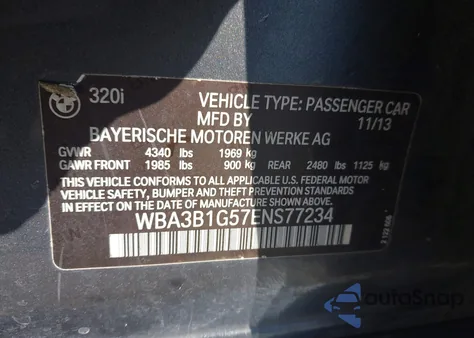 320i
VEHICLE TYPE: PASSENGER CAR
MFD BY 11/13
BAYERISCHE MOTOREN WERKE AG
GVWR 4340 lbs 1969 kg
GAWR FRONT 1985 lbs 900 kg REAR 2480 lbs 1125 kg
THIS VEHICLE CONFORMS TO ALL APPLICABLE U.S. FEDERAL MOTOR
VEHICLE SAFETY, BUMPER AND THEFT PREVENTION STANDARDS
IN EFFECT ON THE DATE OF MANUFACTURE SHOWN ABOVE.
WBA3B1G57ENS77234
AutoSnap